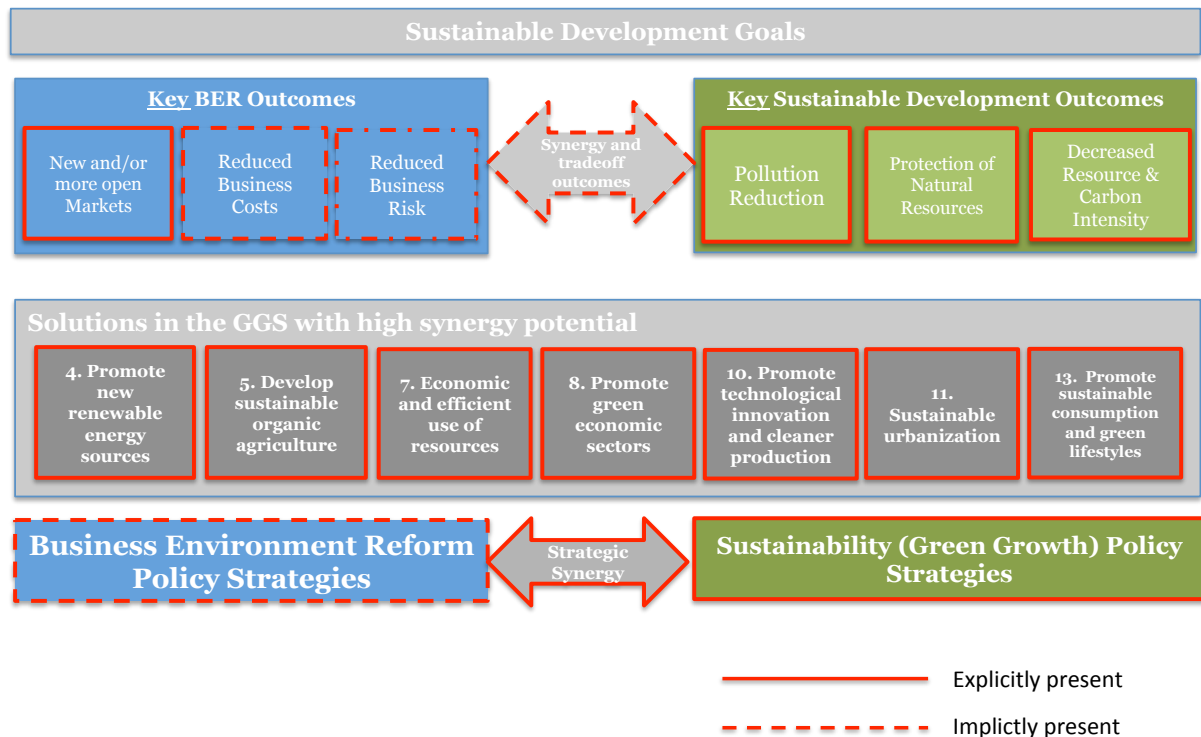 Sustainable Development Goals
Key BER Outcomes
New and/or
more open
Markets
Reduced
Business
Costs
Reduced
Business
Risk
Synergy and
tradeoff
outcomes
Key Sustainable Development Outcomes
Pollution
Reduction
Protection of
Natural
Resources
Decreased
Resource &
Carbon
Intensity
Solutions in the GGS with high synergy potential
4. Promote
new
renewable
energy
sources
5. Develop
sustainable
organic
agriculture
7. Economic
and efficient
use of
resources
8. Promote
green
economic
sectors
10. Promote
technological
innovation
and cleaner
production
11.
Sustainable
urbanization
13. Promote
sustainable
consumption
and green
lifestyles
Business Environment Reform
Policy Strategies
Strategic
Synergy
Sustainability (Green Growth) Policy
Strategies
Explicitly present
Implictly present